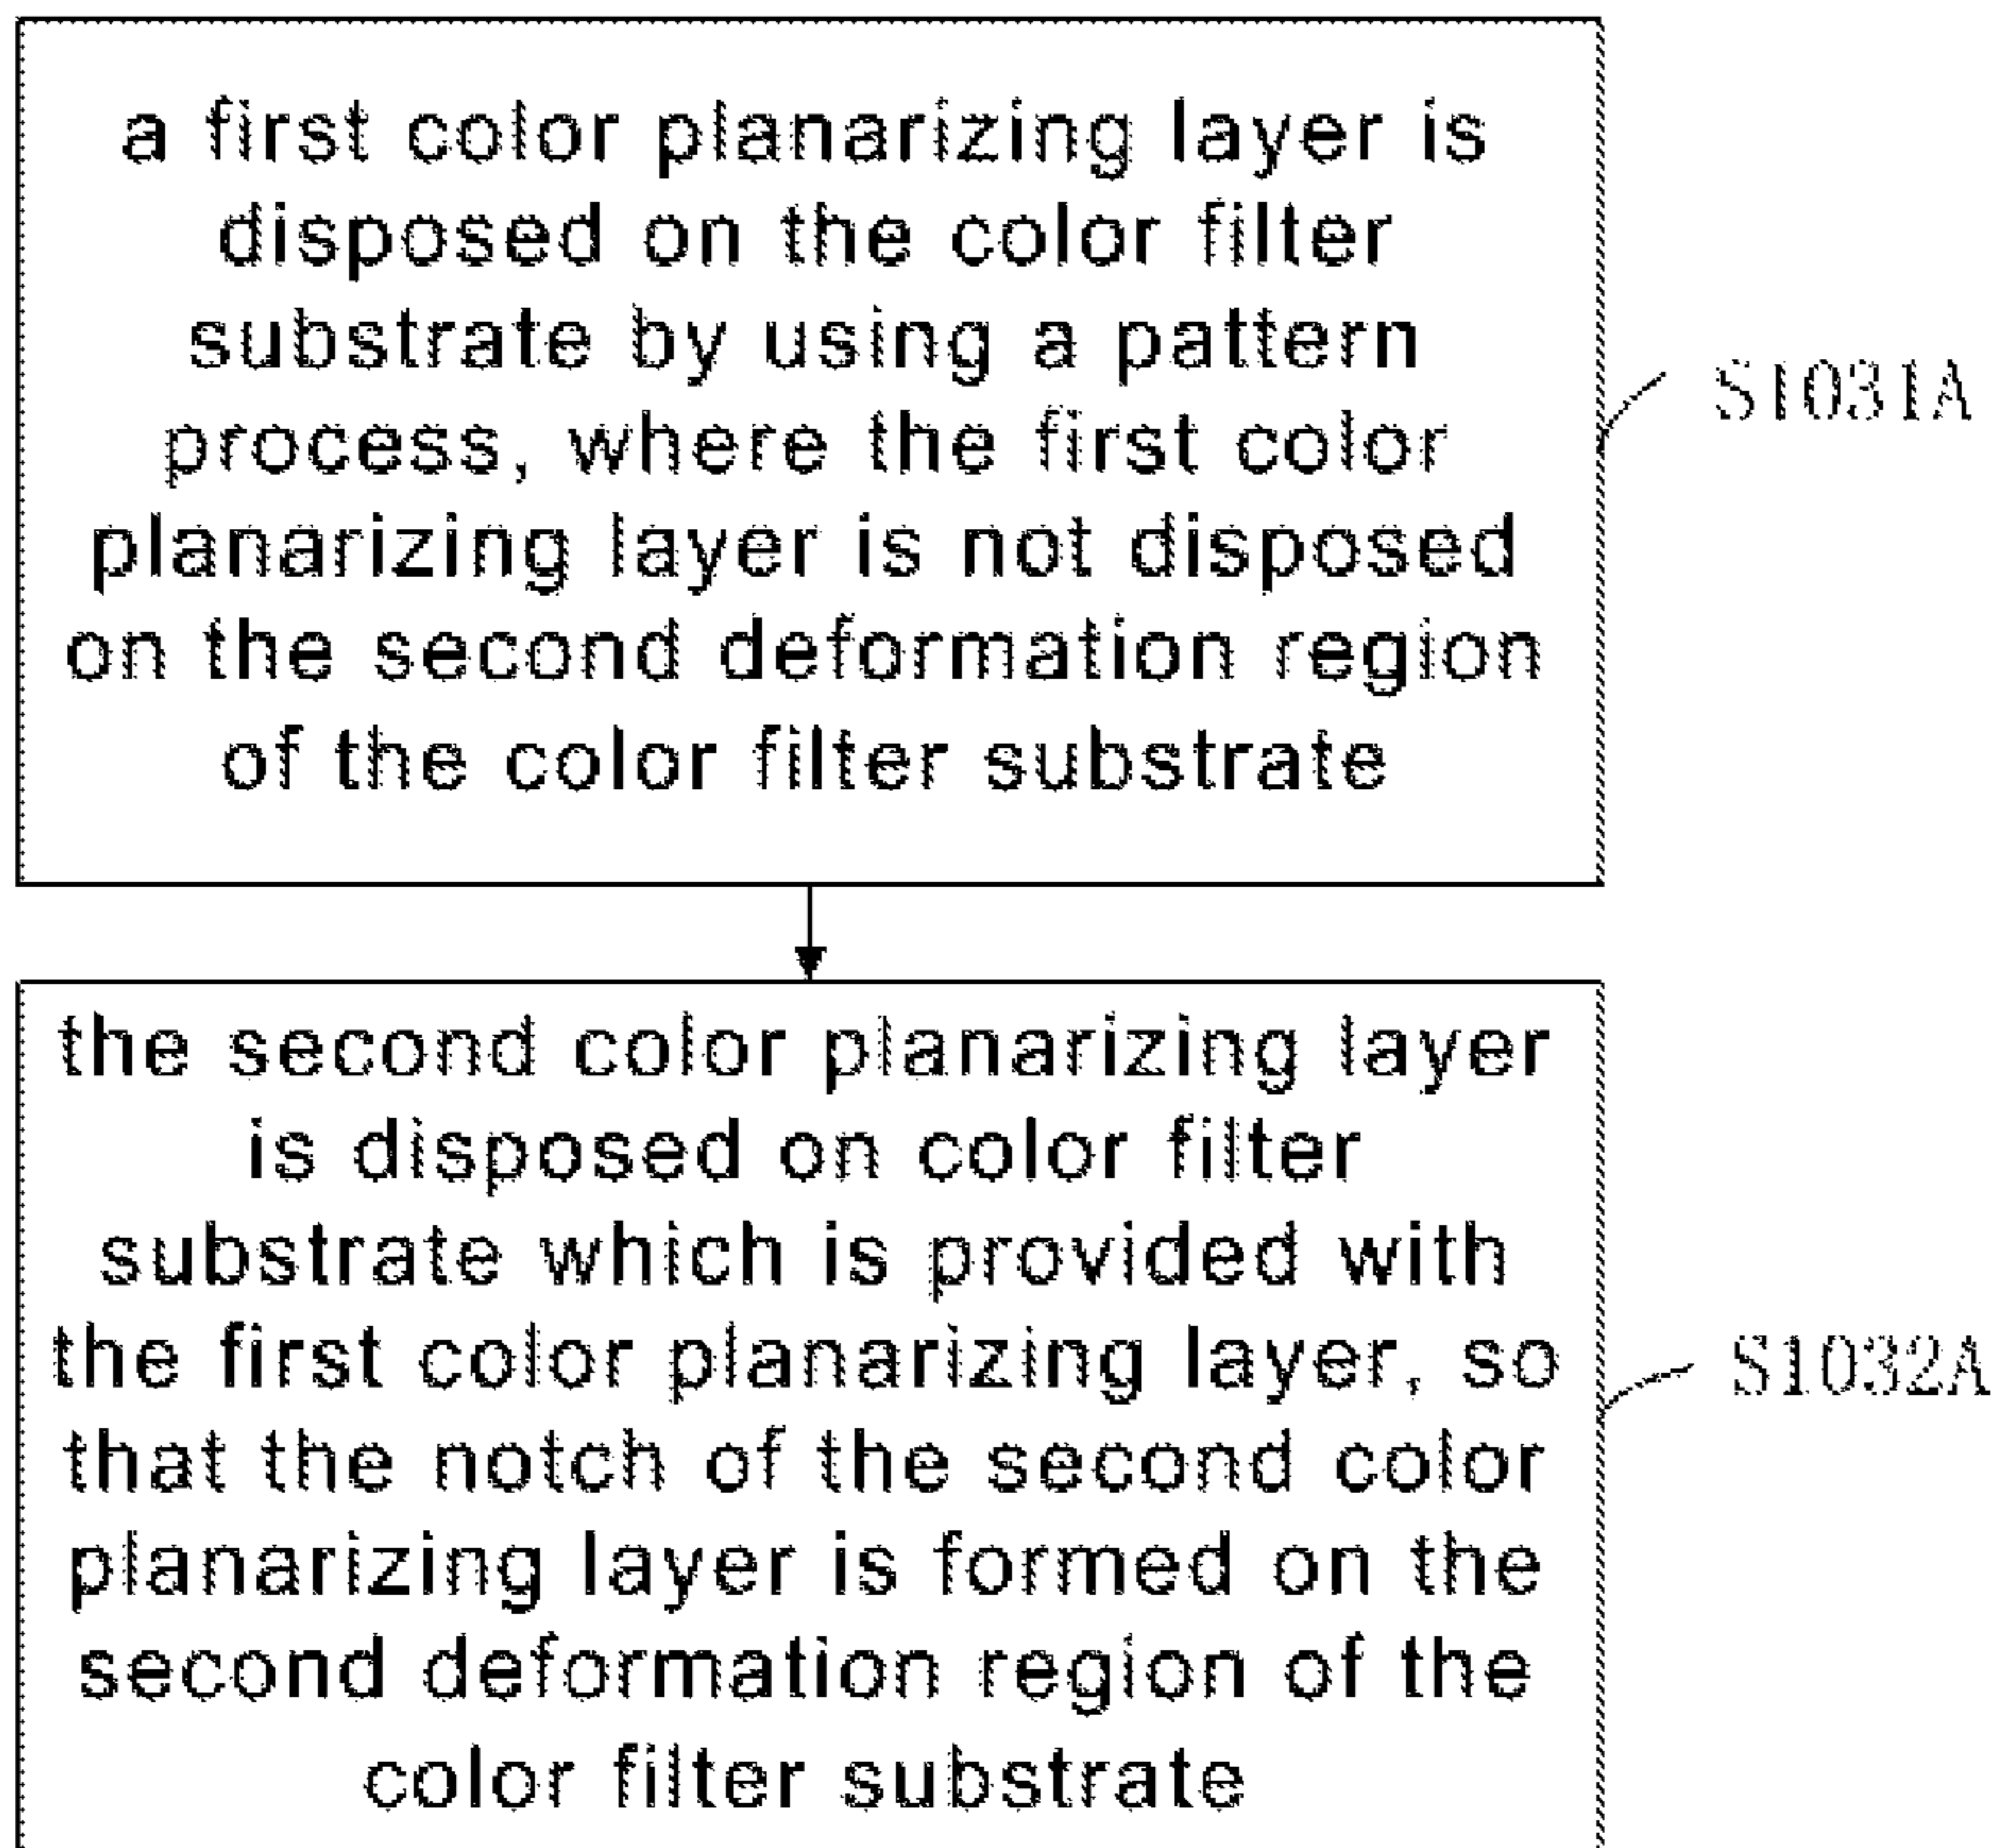 a first color planarizing layer is
disposed on the color filter
substrate by using a pattern
process, where the first color
planarizing layer is not disposed
on the second deformation region
of the color filter substrate
S1031A
the second color planarizing layer
is disposed on color filter
substrate which is provided with
the first color planarizing layer, so
that the notch of the second color
planarizing layer is formed on the
second deformation region of the
color filter substrate
S1032A